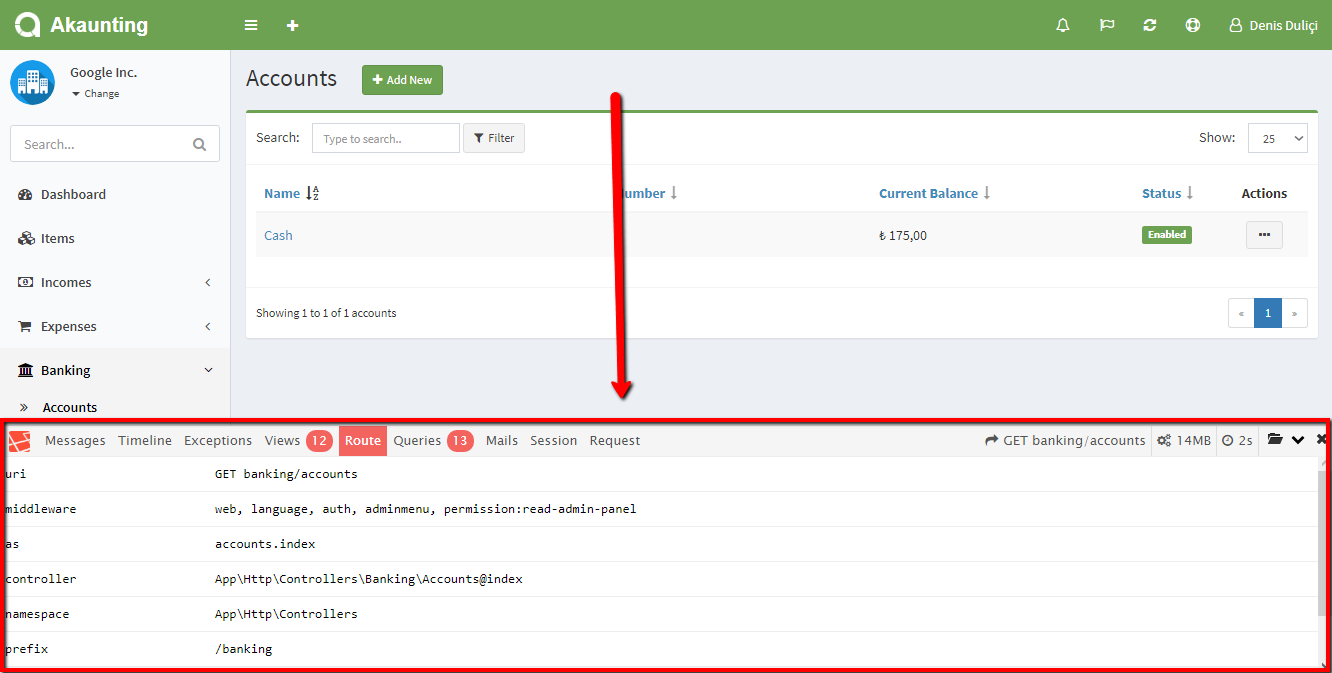 Akaunting
Denis Duliçi
Google Inc.
Change
Search...
Dashboard
Items
Incomes
Expenses
Banking
Accounts
Accounts
Add New
Search:
Type to search..
Filter
Show:
25
Name
umber
Current Balance
Status
Actions
Cash
₺ 175,00
Enabled
Showing 1 to 1 of 1 accounts
« 1 »
Messages Timeline Exceptions Views 12 Route Queries 13 Mails Session Request GET banking/accounts 14MB 2s
uri GET banking/accounts
middleware web, language, auth, adminmenu, permission:read-admin-panel
as accounts.index
controller App\Http\Controllers\Banking\Accounts@index
namespace App\Http\Controllers
prefix /banking